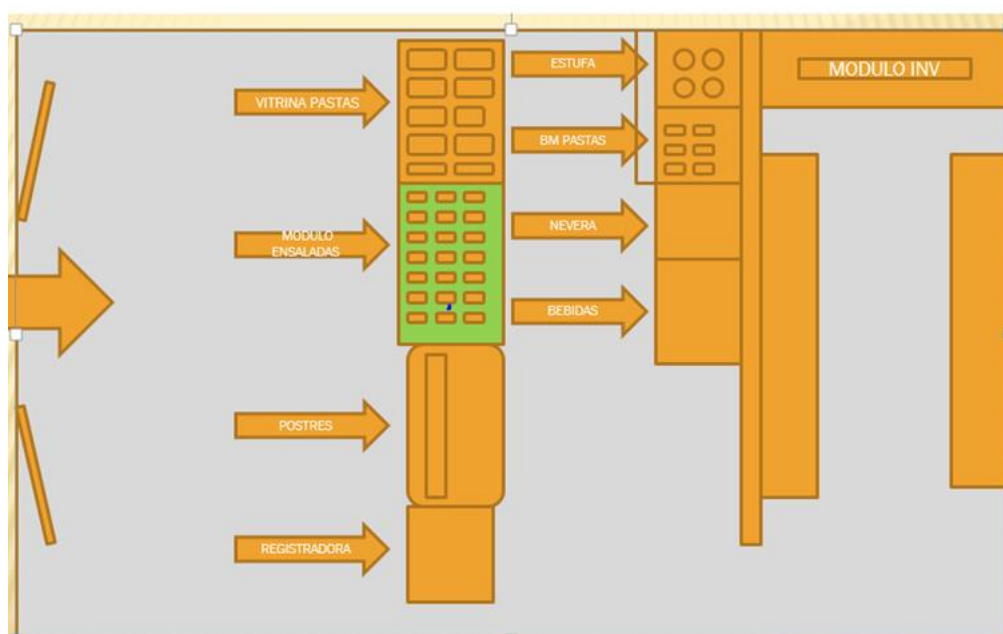 ESTUFA
MODULO INV
VITRINA PASTAS
BM PASTAS
MODULO
ENSALADAS
NEVERA
BEBIDAS
POSTRES
REGISTRADORA